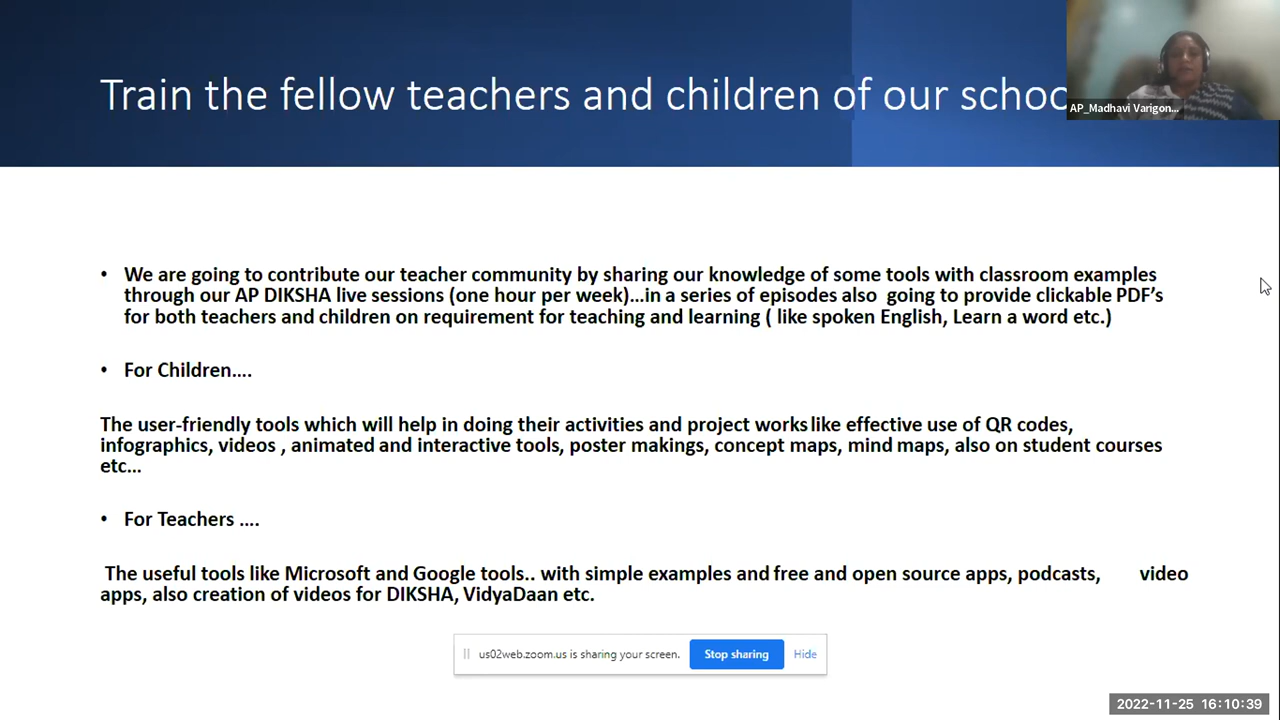 Train the fellow teachers and children of our schoo
AP_Madhavi Varigon...
• We are going to contribute our teacher community by sharing our knowledge of some tools with classroom examples
through our AP DIKSHA live sessions (one hour per week)...in a series of episodes also going to provide clickable PDF's
for both teachers and children on requirement for teaching and learning ( like spoken English, Learn a word etc.)
• For Children....
The user-friendly tools which will help in doing their activities and project works like effective use of QR codes,
infographics, videos , animated and interactive tools, poster makings, concept maps, mind maps, also on student courses
etc...
• For Teachers ....
The useful tools like Microsoft and Google tools.. with simple examples and free and open source apps, podcasts, video
apps, also creation of videos for DIKSHA, VidyaDaan etc.
us02web.zoom.us is sharing your screen. Stop sharing Hide
2022-11-25 16:10:39